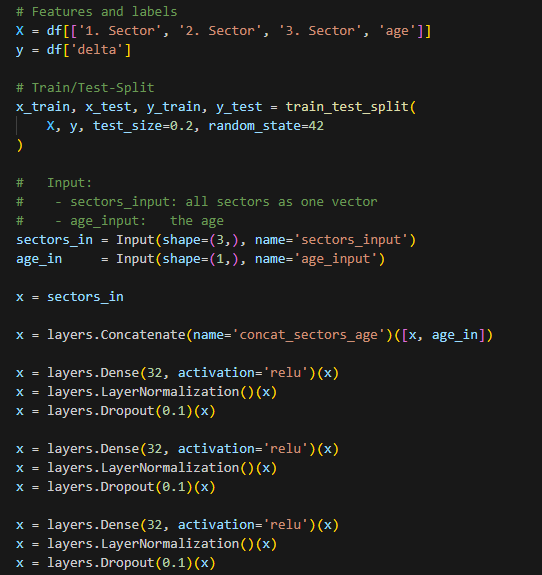 # Features and labels
X = df[['1. Sector', '2. Sector', '3. Sector', 'age']]
y = df['delta']
# Train/Test-Split
x_train, x_test, y_train, y_test = train_test_split(
    X, y, test_size=0.2, random_state=42
)
#   Input:
#    - sectors_input: all sectors as one vector
#    - age_input:   the age
sectors_in = Input(shape=(3,), name='sectors_input')
age_in     = Input(shape=(1,), name='age_input')
x = sectors_in
x = layers.Concatenate(name='concat_sectors_age')([x, age_in])
x = layers.Dense(32, activation='relu')(x)
x = layers.LayerNormalization()(x)
x = layers.Dropout(0.1)(x)
x = layers.Dense(32, activation='relu')(x)
x = layers.LayerNormalization()(x)
x = layers.Dropout(0.1)(x)
x = layers.Dense(32, activation='relu')(x)
x = layers.LayerNormalization()(x)
x = layers.Dropout(0.1)(x)